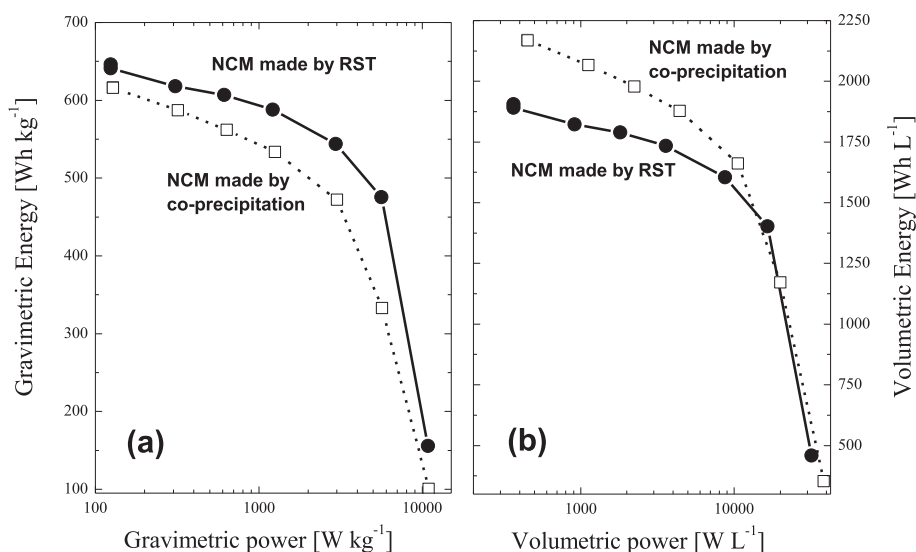 700
600
500
400
300
200
100
100
1000
10000
Gravimetric Energy [Wh kg⁻¹]
Gravimetric power [W kg⁻¹]
NCM made by RST
NCM made by
co-precipitation
(a)
NCM made by
co-precipitation
NCM made by RST
(b)
1000
10000
Volumetric power [W L⁻¹]
2250
2000
1750
1500
1250
1000
750
500
Volumetric Energy [Wh L⁻¹]